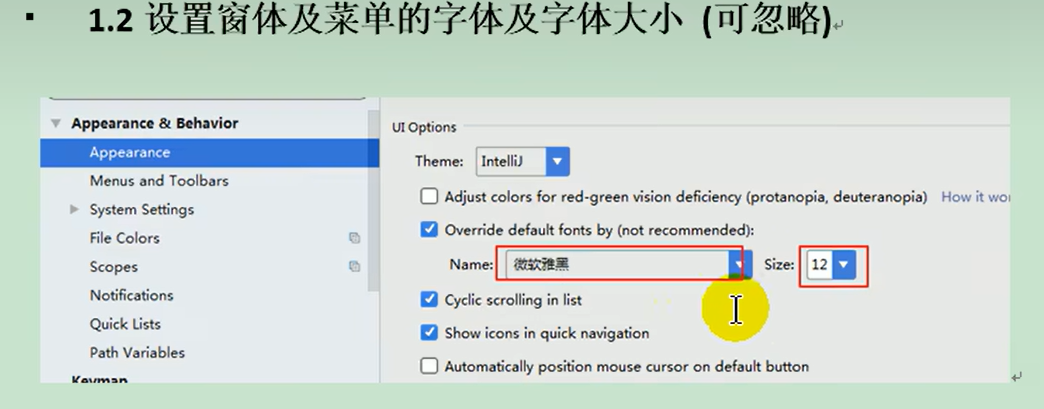 ▪ 1.2 设置窗体及菜单的字体及字体大小 (可忽略)
Appearance & Behavior
Appearance
Menus and Toolbars
System Settings
File Colors
Scopes
Notifications
Quick Lists
Path Variables
Keymap
UI Options
Theme: IntelliJ
Adjust colors for red-green vision deficiency (protanopia, deuteranopia) How it
Override default fonts by (not recommended):
Name: 微软雅黑 Size: 12
Cyclic scrolling in list
Show icons in quick navigation
Automatically position mouse cursor on default button